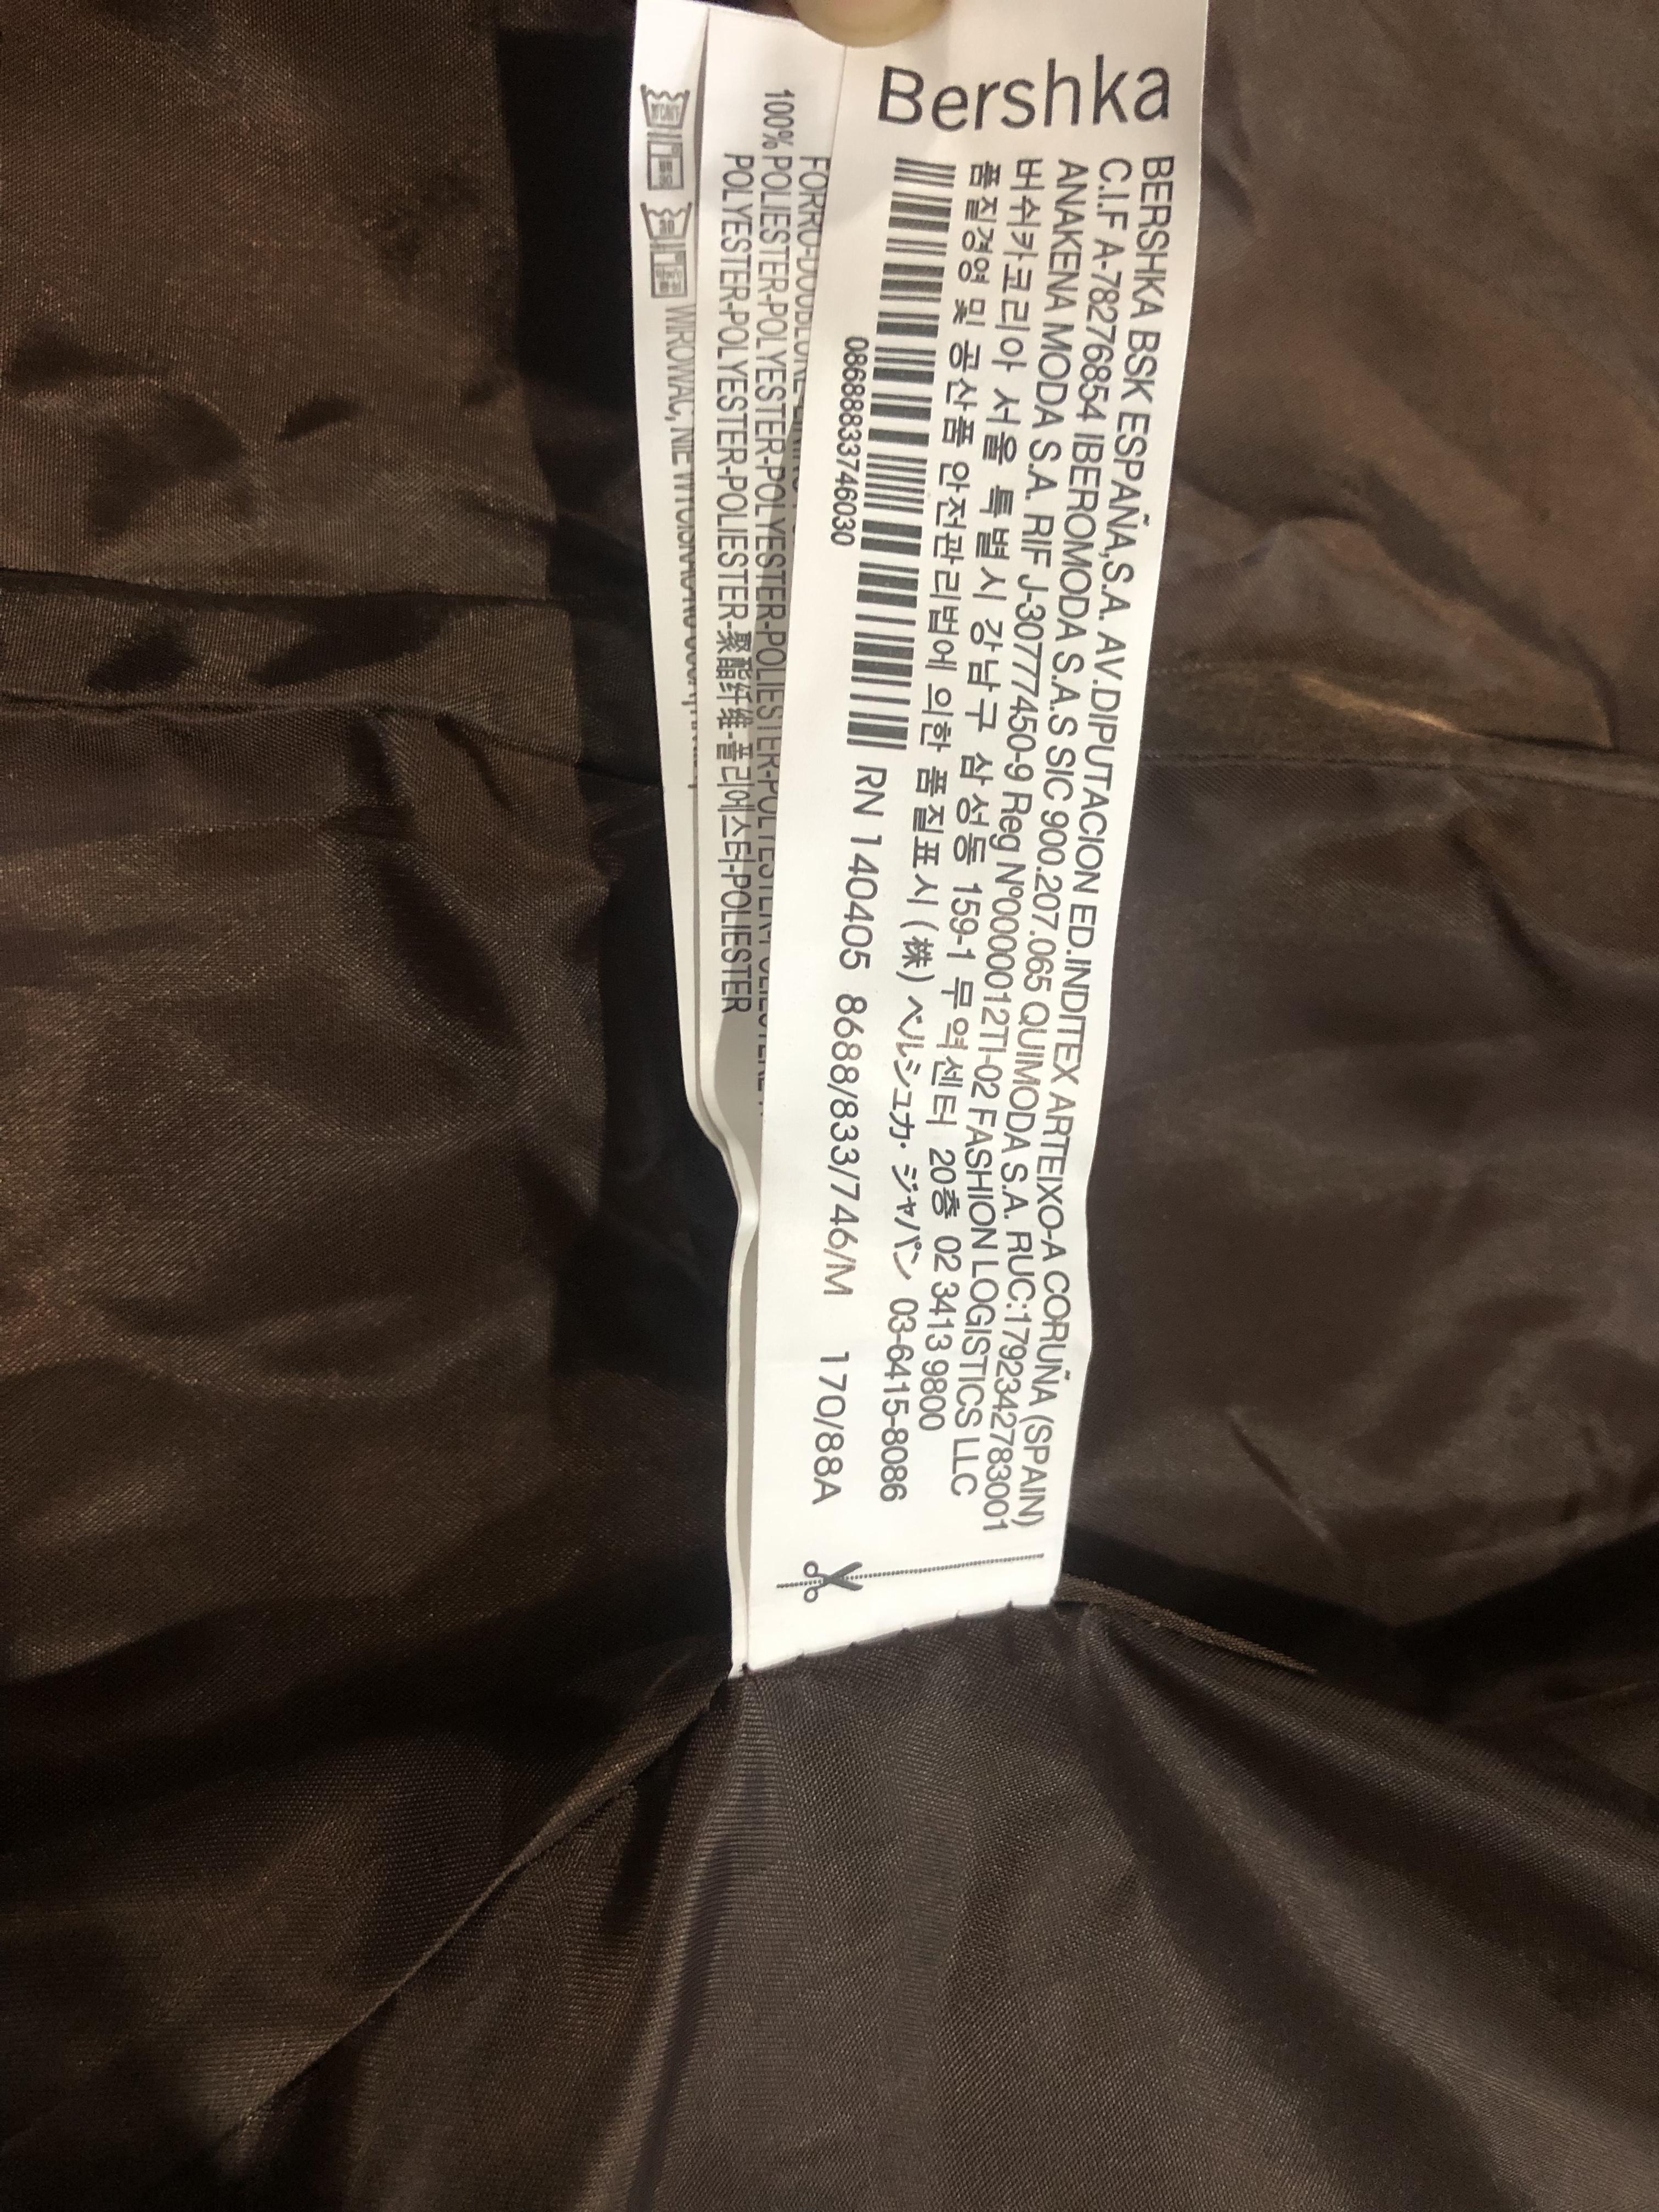 Bershka
BERSHKA BSK ESPAÑA,S.A. AV.DIPUTACION ED.INDITEX ARTEIXO-A CORUÑA (SPAIN)
C.I.F A-78276854 IBEROMODA S.A.S SIC 900.207.065 QUIMODA S.A. RUC:1792342783001
ANAKENA MODA S.A. RIF J-30777450-9 Reg Nº0000012TI-02 FASHION LOGISTICS LLC
버쉬카코리아 서울 특별시 강남구 삼성동 159-1 무역센터 20층 02 3413 9800
품질경영 및 공산품 안전관리법에 의한 품질표시 (株) ベルシュカ・ジャパン 03-6415-8086
RN 140405 8688/833/746/M 170/88A
08688833746030
100% POLIESTER-POLYESTER-POLYESTER-POLIESTER-POLYESTER-
POLYESTER-POLYESTER-POLIESTER-聚酯纤维-폴리에스터-POLIESTER
WIROWAĆ, NIE